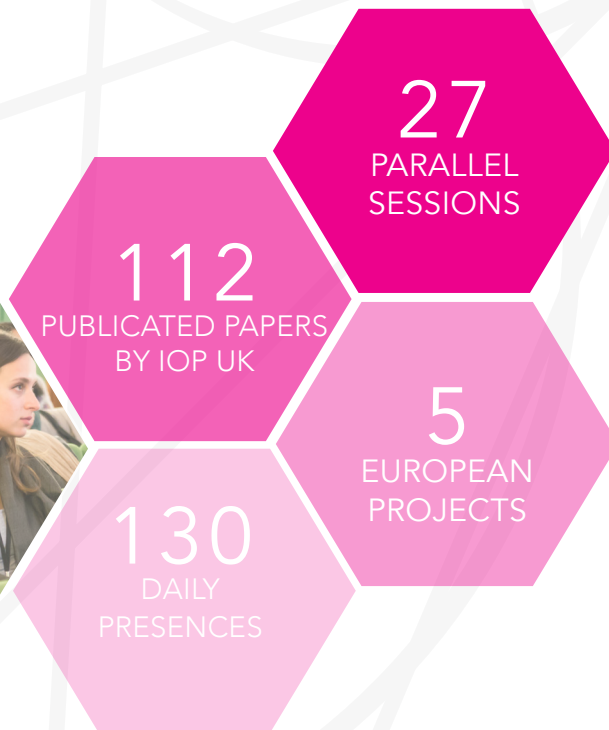 27
PARALLEL
SESSIONS
112
PUBLICATED PAPERS
BY IOP UK
5
EUROPEAN
PROJECTS
130
DAILY
PRESENCES